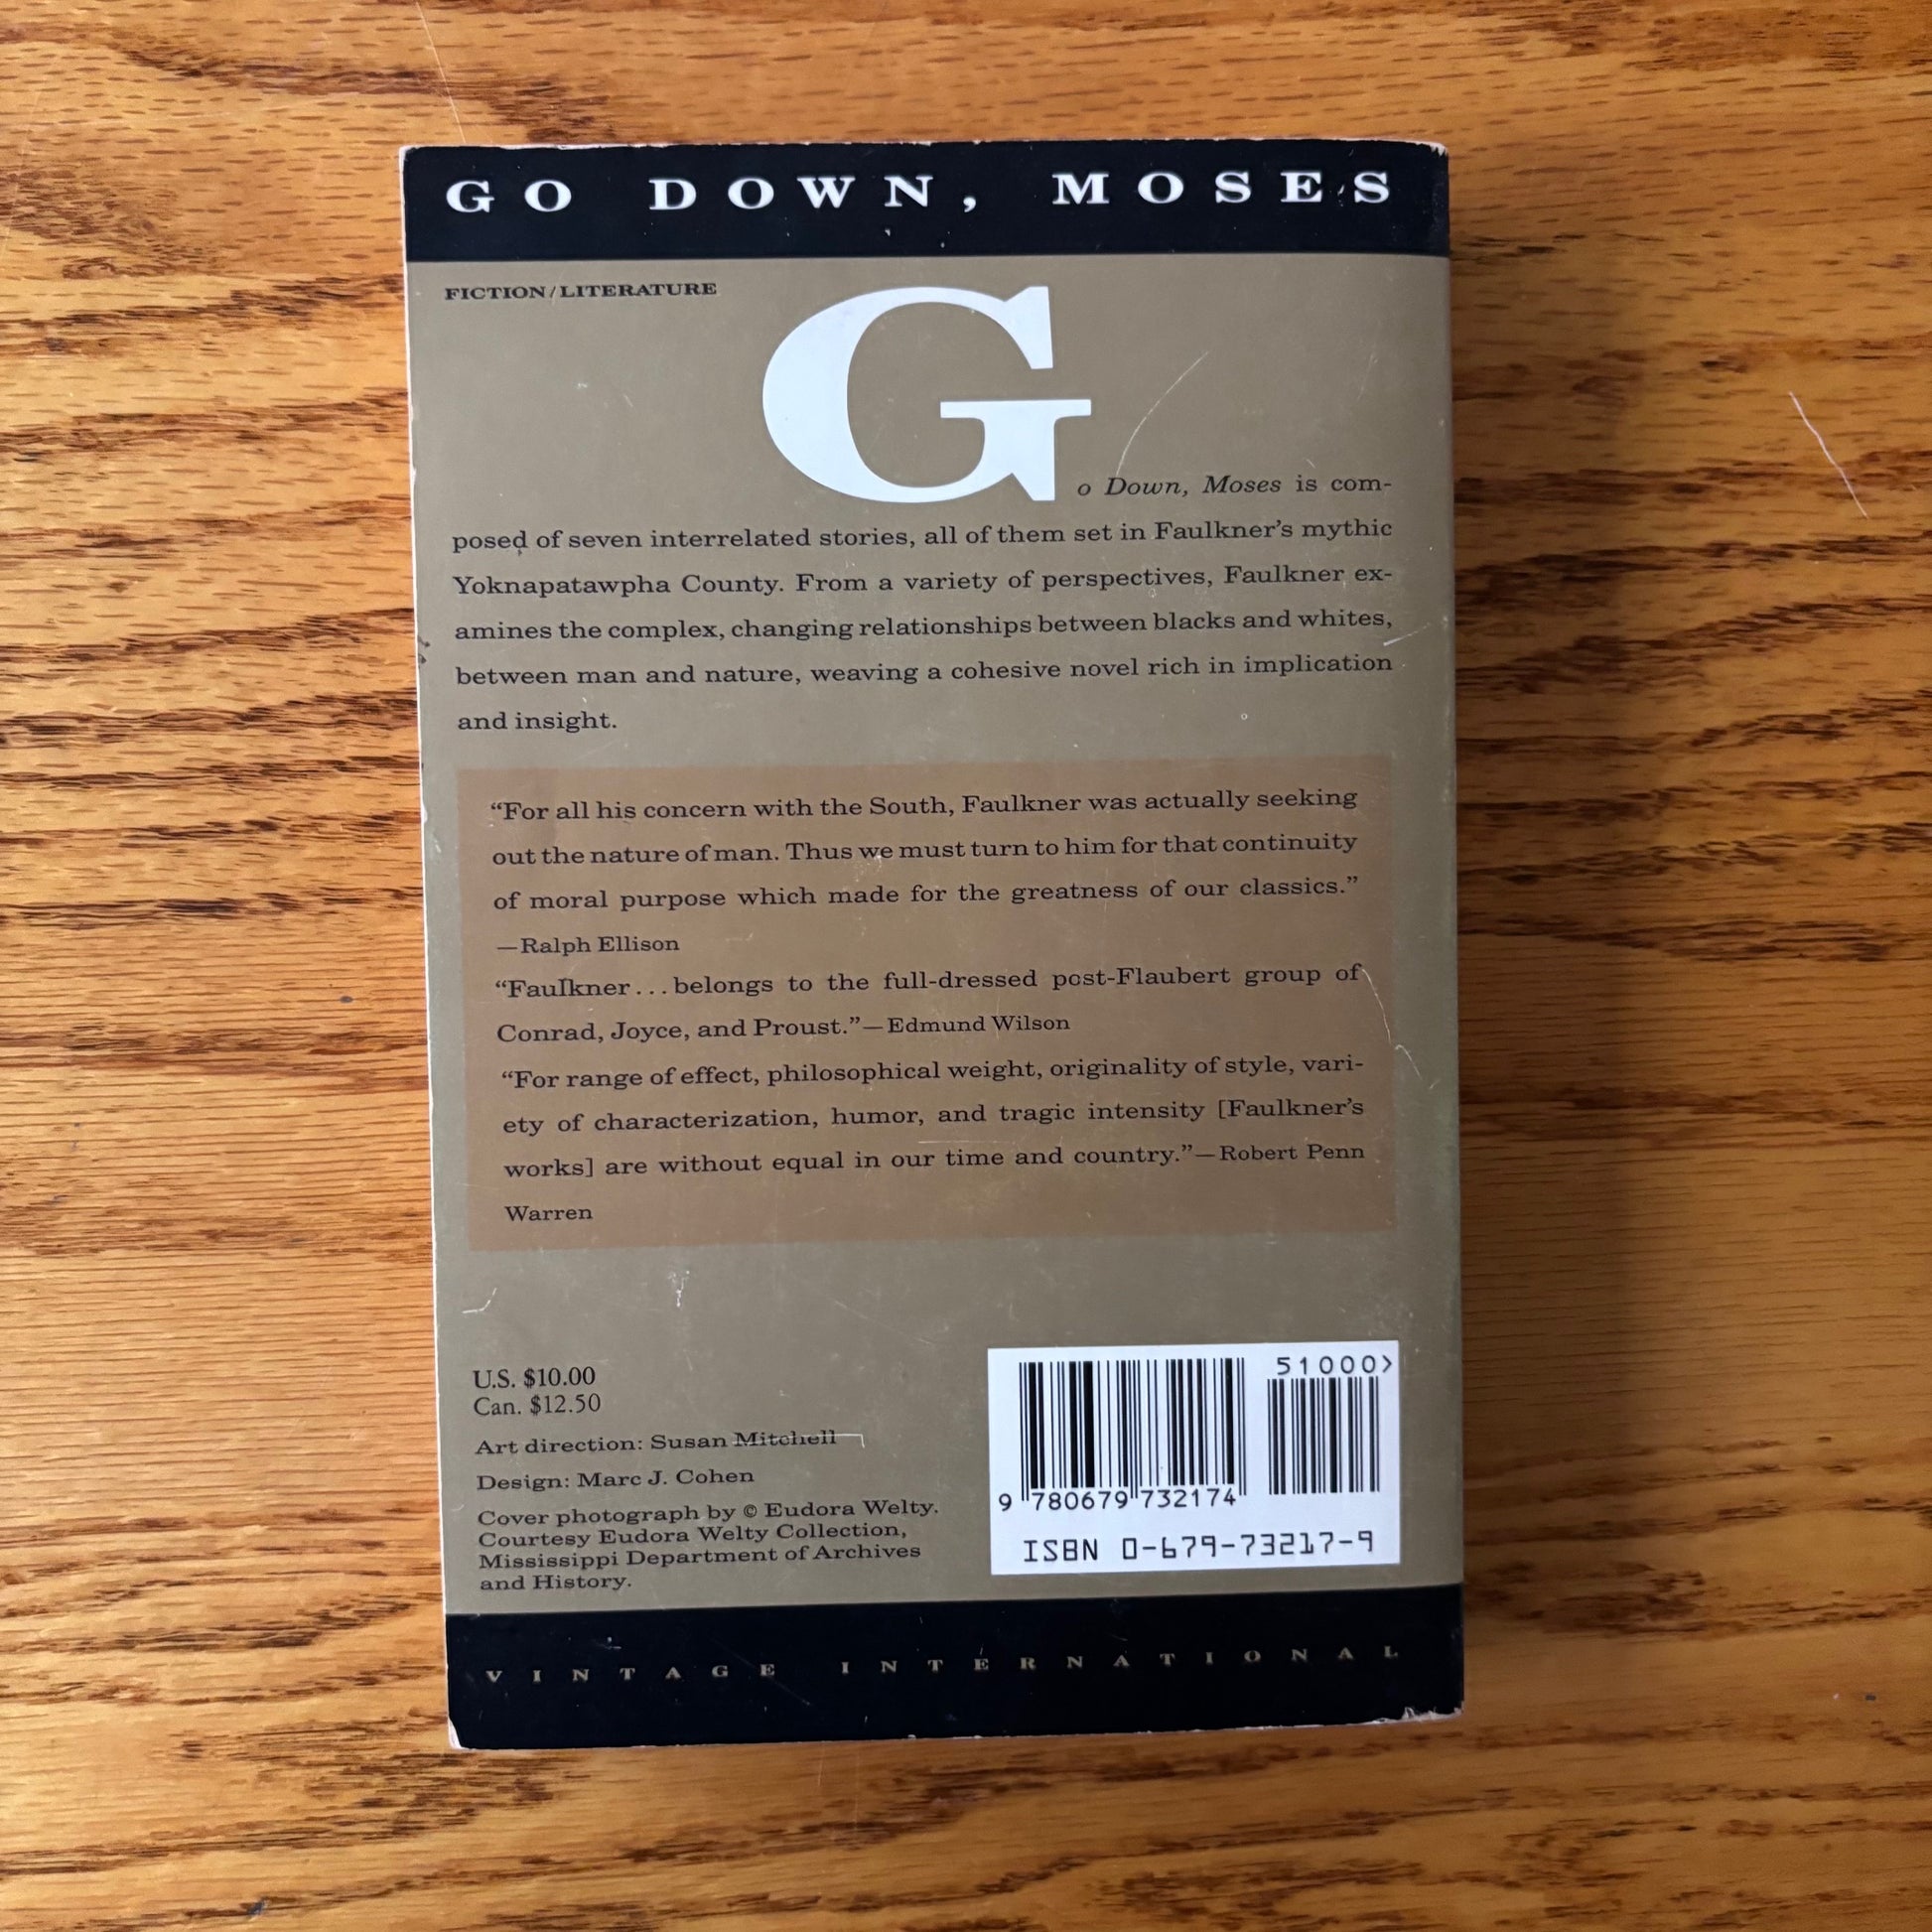 GO DOWN, MOSES
FICTION/LITERATURE
Go Down, Moses is com-
posed of seven interrelated stories, all of them set in Faulkner's mythic
Yoknapatawpha County. From a variety of perspectives, Faulkner ex-
amines the complex, changing relationships between blacks and whites,
between man and nature, weaving a cohesive novel rich in implication
and insight.
“For all his concern with the South, Faulkner was actually seeking
out the nature of man. Thus we must turn to him for that continuity
of moral purpose which made for the greatness of our classics.”
—Ralph Ellison
“Faulkner... belongs to the full-dressed post-Flaubert group of
Conrad, Joyce, and Proust.”—Edmund Wilson
“For range of effect, philosophical weight, originality of style, vari-
ety of characterization, humor, and tragic intensity [Faulkner's
works] are without equal in our time and country.”—Robert Penn
Warren
U.S. $10.00
Can. $12.50
Art direction: Susan Mitchell
Design: Marc J. Cohen
Cover photograph by © Eudora Welty.
Courtesy Eudora Welty Collection,
Mississippi Department of Archives
and History.
51000>
9 780679 732174
ISBN 0-679-73217-9
VINTAGE INTERNATIONAL